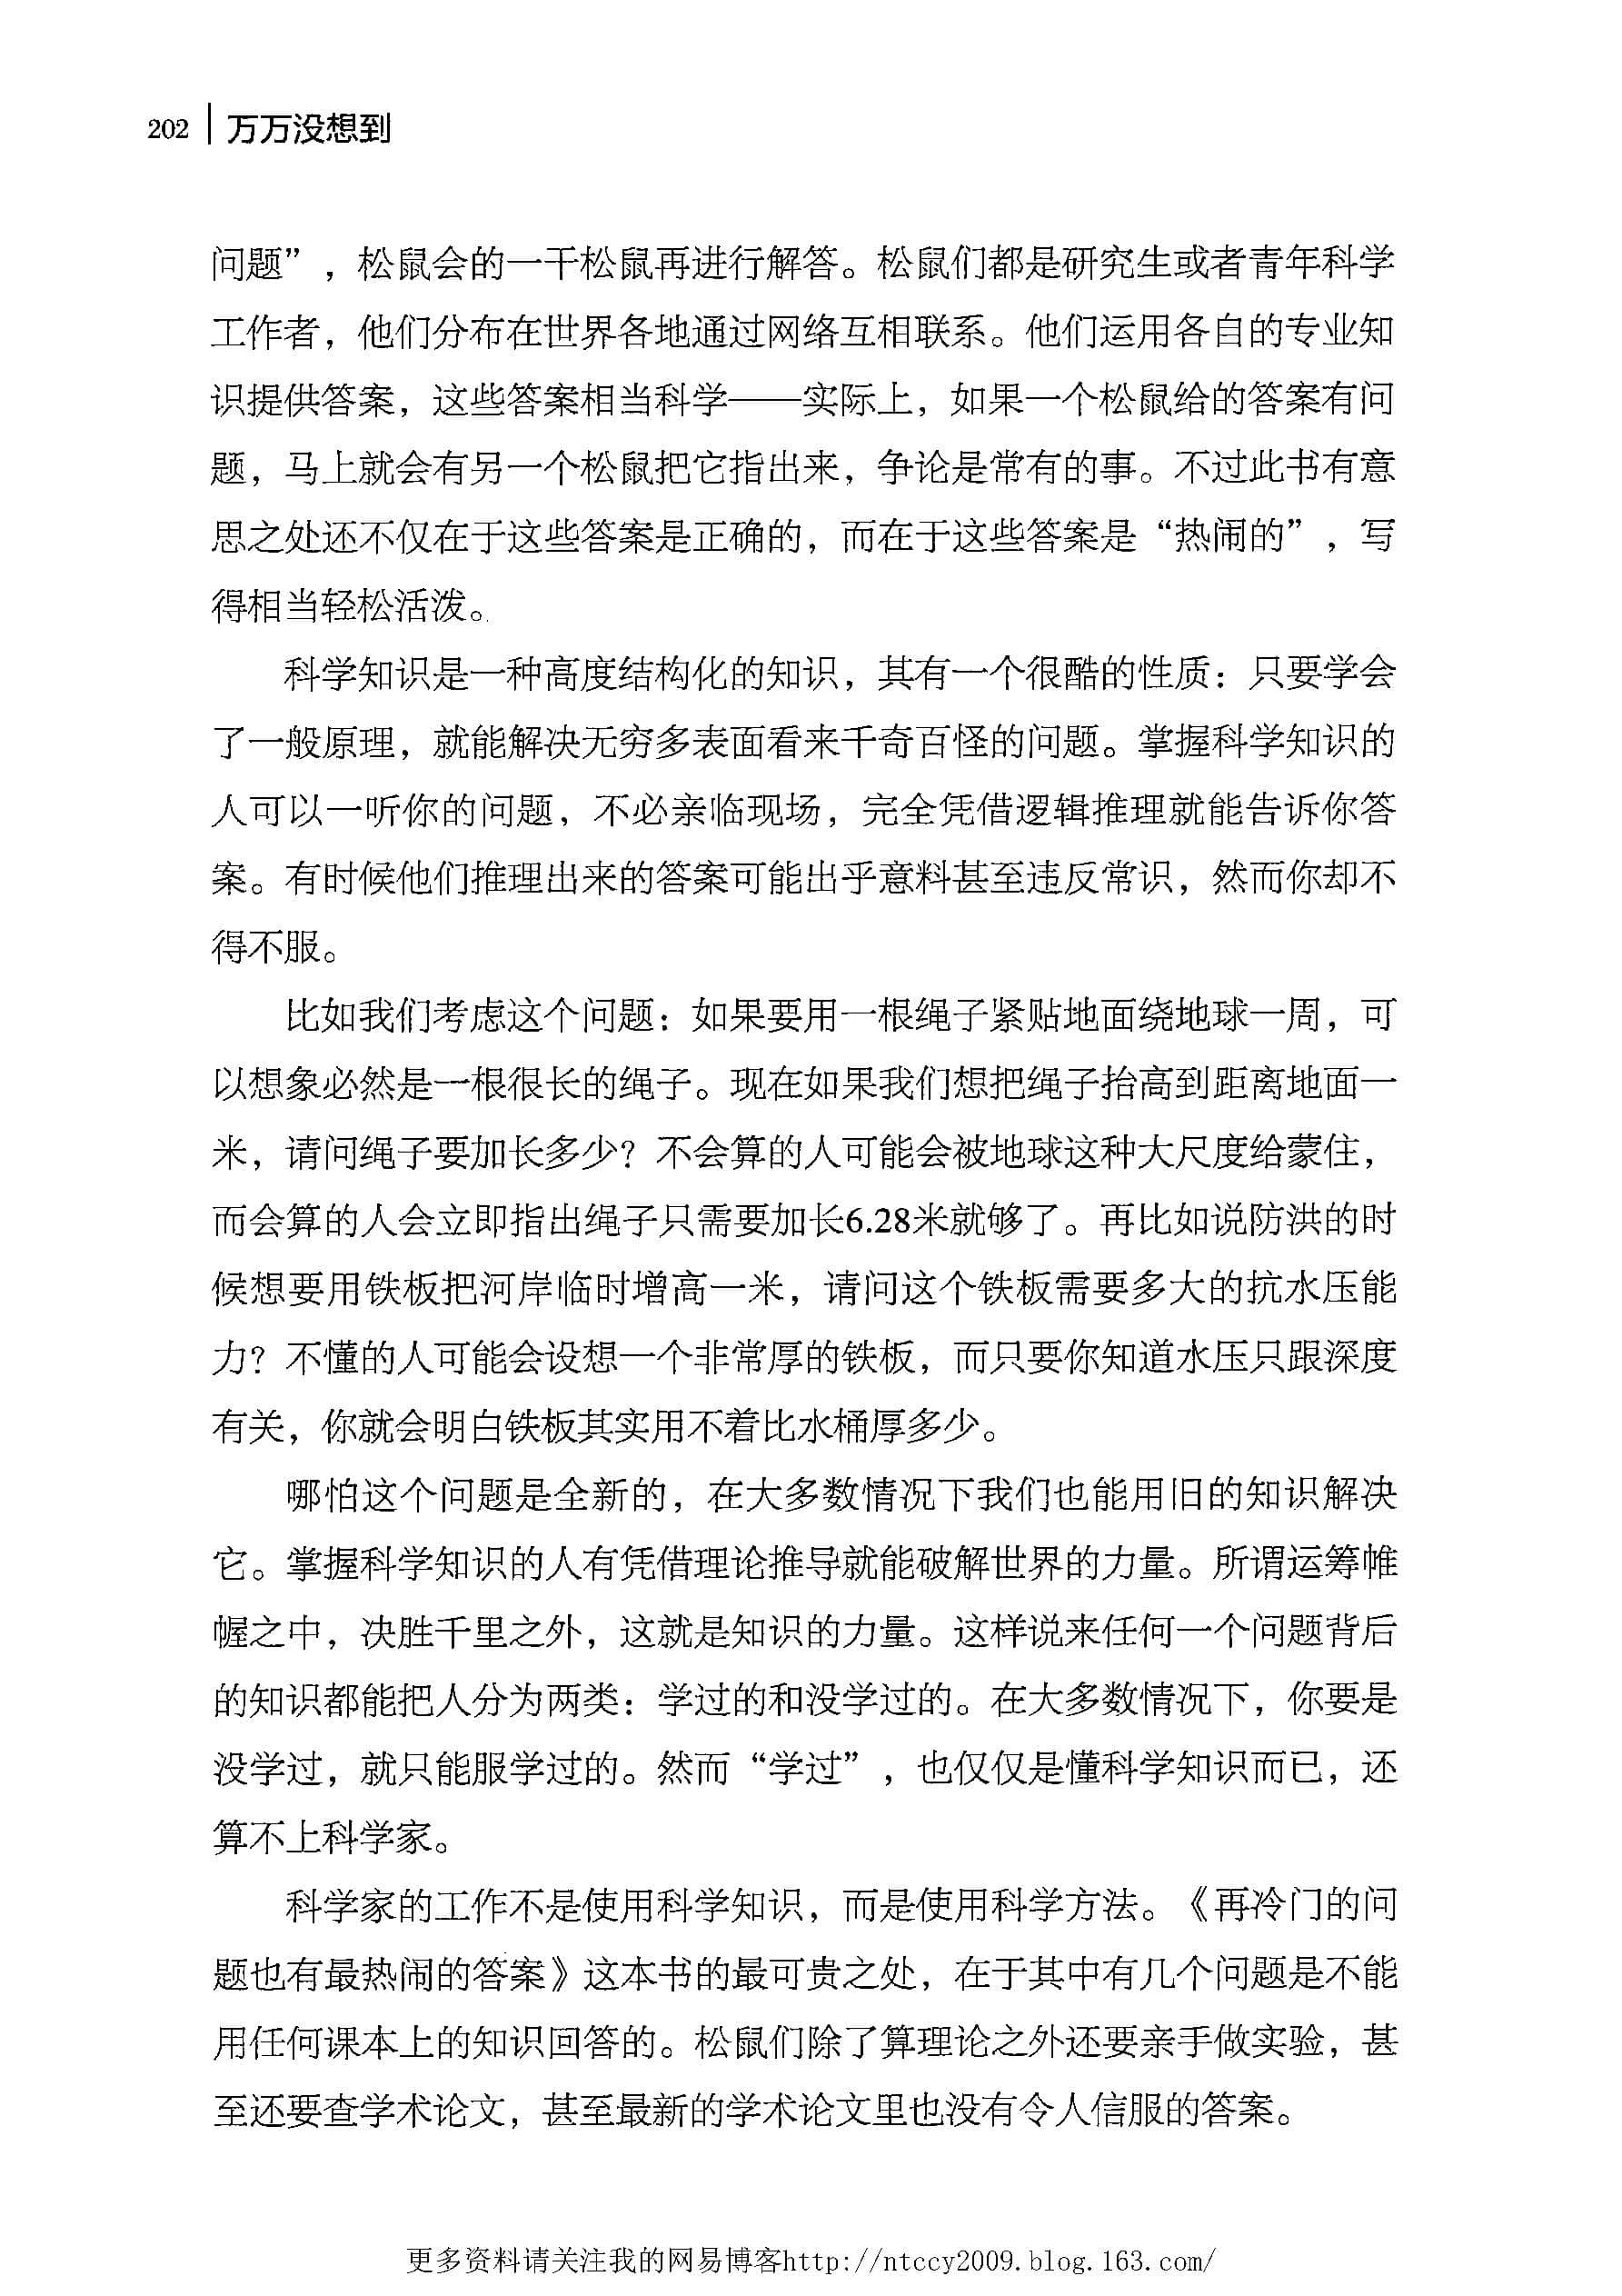 202 万万没想到
问题”，松鼠会的一干松鼠再进行解答。松鼠们都是研究生或者青年科学
工作者，他们分布在世界各地通过网络互相联系。他们运用各自的专业知
识提供答案，这些答案相当科学——实际上，如果一个松鼠给的答案有问
题，马上就会有另一个松鼠把它指出来，争论是常有的事。不过此书有意
思之处还不仅在于这些答案是正确的，而在于这些答案是“热闹的”，写
得相当轻松活泼。
科学知识是一种高度结构化的知识，其有一个很酷的性质：只要学会
了一般原理，就能解决无穷多表面看来千奇百怪的问题。掌握科学知识的
人可以一听你的问题，不必亲临现场，完全凭借逻辑推理就能告诉你答
案。有时候他们推理出来的答案可能出乎意料甚至违反常识，然而你却不
得不服。
比如我们考虑这个问题：如果要用一根绳子紧贴地面绕地球一周，可
以想象必然是一根很长的绳子。现在如果我们想把绳子抬高到距离地面一
米，请问绳子要加长多少？不会算的人可能会被地球这种大尺度给蒙住，
而会算的人会立即指出绳子只需要加长6.28米就够了。再比如说防洪的时
候想要用铁板把河岸临时增高一米，请问这个铁板需要多大的抗水压能
力？不懂的人可能会设想一个非常厚的铁板，而只要你知道水压只跟深度
有关，你就会明白铁板其实用不着比水桶厚多少。
哪怕这个问题是全新的，在大多数情况下我们也能用旧的知识解决
它。掌握科学知识的人有凭借理论推导就能破解世界的力量。所谓运筹帷
幄之中，决胜千里之外，这就是知识的力量。这样说来任何一个问题背后
的知识都能把人分为两类：学过的和没学过的。在大多数情况下，你要是
没学过，就只能服学过的。然而“学过”，也仅仅是懂科学知识而已，还
算不上科学家。
科学家的工作不是使用科学知识，而是使用科学方法。《再冷门的问
题也有最热闹的答案》这本书的最可贵之处，在于其中有几个问题是不能
用任何课本上的知识回答的。松鼠们除了算理论之外还要亲手做实验，甚
至还要查学术论文，甚至最新的学术论文里也没有令人信服的答案。
更多资料请关注我的网易博客http://ntccy2009.blog.163.com/